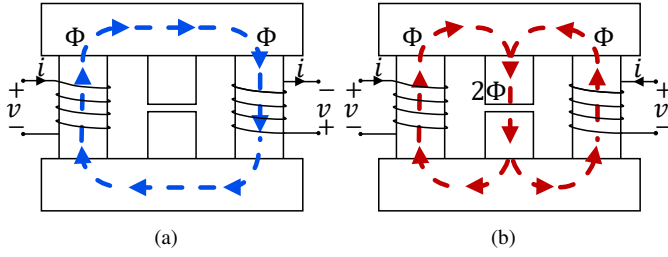 Φ Φ Φ Φ
i i i i
+ − + −
v v 2Φ v v
− + − +
(a) (b)